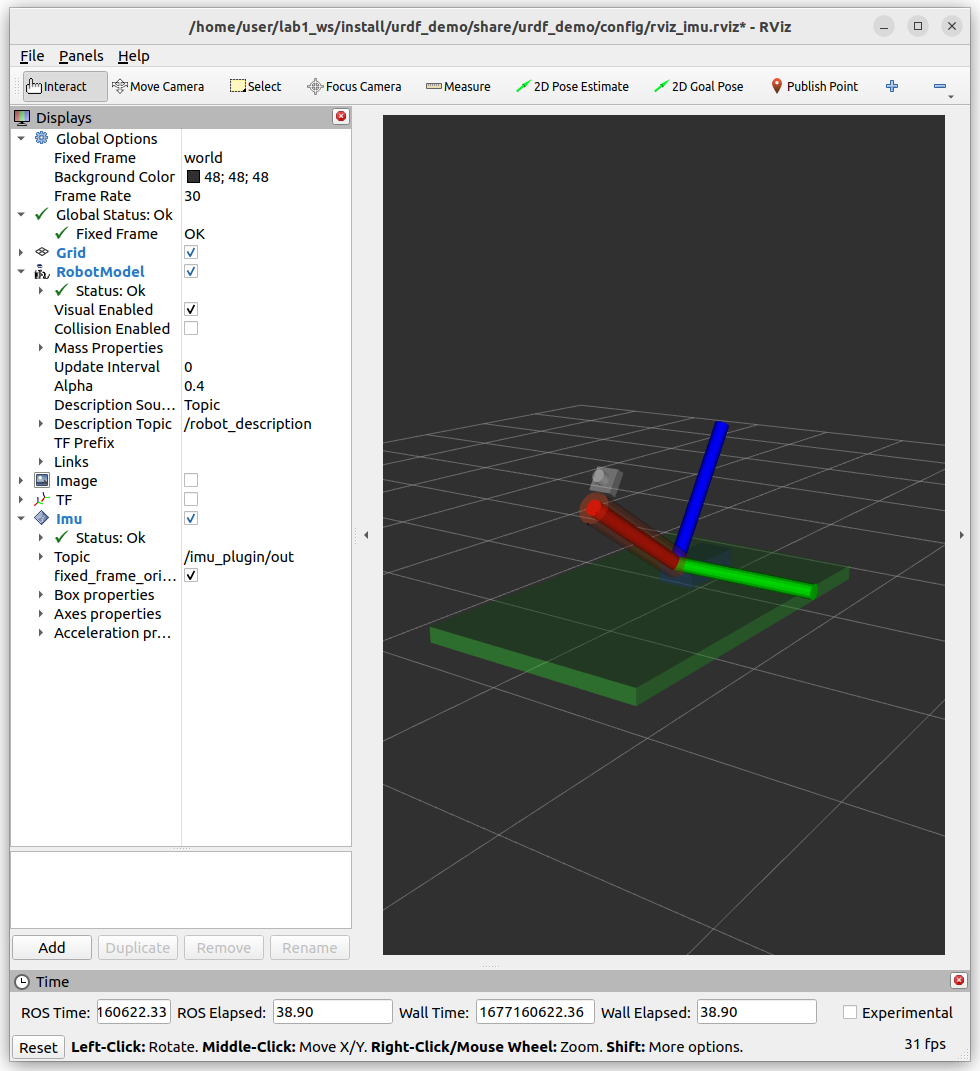 /home/user/lab1_ws/install/urdf_demo/share/urdf_demo/config/rviz_imu.rviz* - RViz
File Panels Help
Interact Move Camera Select Focus Camera Measure 2D Pose Estimate 2D Goal Pose Publish Point
Displays
Global Options
Fixed Frame world
Background Color 48; 48; 48
Frame Rate 30
Global Status: Ok
Fixed Frame OK
Grid
RobotModel
Status: Ok
Visual Enabled
Collision Enabled
Mass Properties
Update Interval 0
Alpha 0.4
Description Sou... Topic
Description Topic /robot_description
TF Prefix
Links
Image
TF
Imu
Status: Ok
Topic /imu_plugin/out
fixed_frame_ori...
Box properties
Axes properties
Acceleration pr...
Add Duplicate Remove Rename
Time
ROS Time: 160622.33 ROS Elapsed: 38.90 Wall Time: 1677160622.36 Wall Elapsed: 38.90 Experimental
Reset Left-Click: Rotate. Middle-Click: Move X/Y. Right-Click/Mouse Wheel: Zoom. Shift: More options. 31 fps